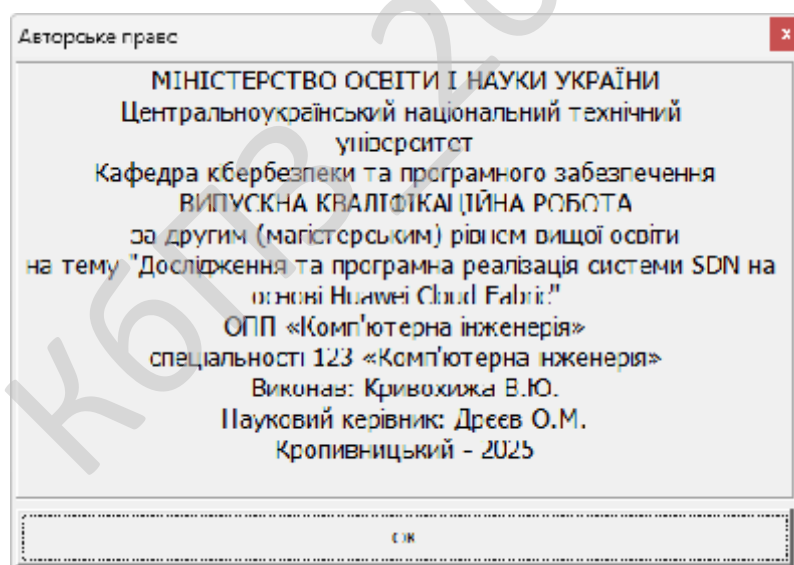 Авторське право
МІНІСТЕРСТВО ОСВІТИ І НАУКИ УКРАЇНИ
Центральноукраїнський національний технічний
університет
Кафедра кібербезпеки та програмного забезпечення
ВИПУСКНА КВАЛІФІКАЦІЙНА РОБОТА
за другим (магістерським) рівнем вищої освіти
на тему "Дослідження та програмна реалізація системи SDN на
основі Huawei Cloud Fabric"
ОПП «Комп'ютерна інженерія»
спеціальності 123 «Комп'ютерна інженерія»
Виконав: Кривохижа В.Ю.
Науковий керівник: Дрєєв О.М.
Кропивницький - 2025
OK